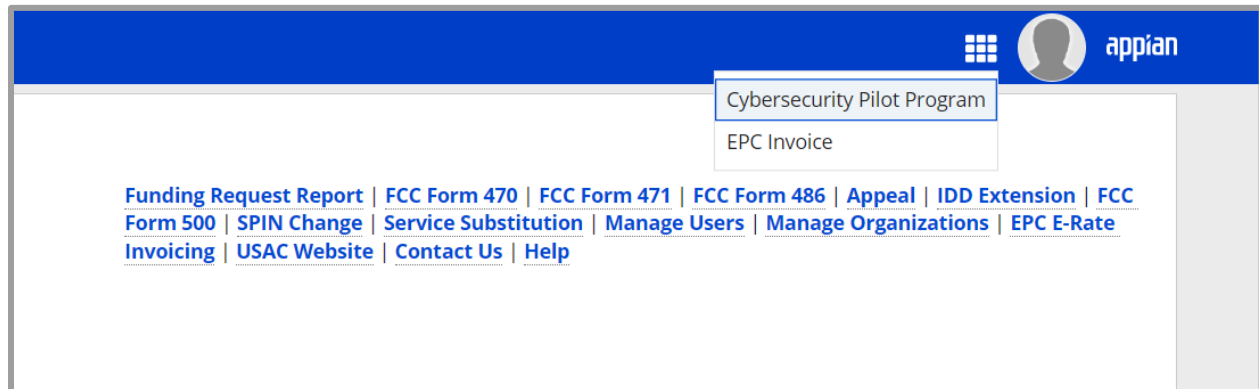 appian
Cybersecurity Pilot Program
EPC Invoice
Funding Request Report | FCC Form 470 | FCC Form 471 | FCC Form 486 | Appeal | IDD Extension | FCC
Form 500 | SPIN Change | Service Substitution | Manage Users | Manage Organizations | EPC E-Rate
Invoicing | USAC Website | Contact Us | Help